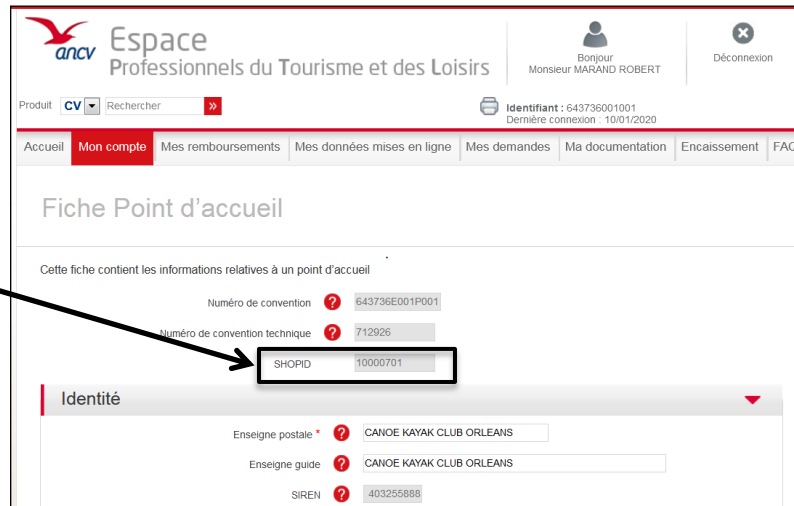 ancv
Espace
Professionnels du Tourisme et des Loisirs
Bonjour
Monsieur MARAND ROBERT
Déconnexion
Produit CV Rechercher »
Identifiant : 643736001001
Dernière connexion : 10/01/2020
Accueil Mon compte Mes remboursements Mes données mises en ligne Mes demandes Ma documentation Encaissement FAQ
Fiche Point d'accueil
Cette fiche contient les informations relatives à un point d'accueil
Numéro de convention ? 643736E001P001
Numéro de convention technique ? 712926
SHOPID 10000701
Identité
Enseigne postale * ? CANOE KAYAK CLUB ORLEANS
Enseigne guide ? CANOE KAYAK CLUB ORLEANS
SIREN ? 403255888